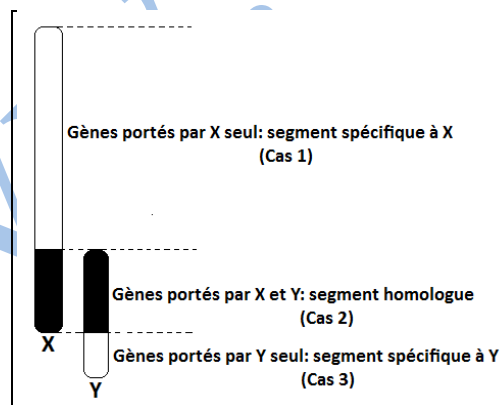 Gènes portés par X seul: segment spécifique à X
(Cas 1)
Gènes portés par X et Y: segment homologue
(Cas 2)
X
Gènes portés par Y seul: segment spécifique à Y
(Cas 3)
Y